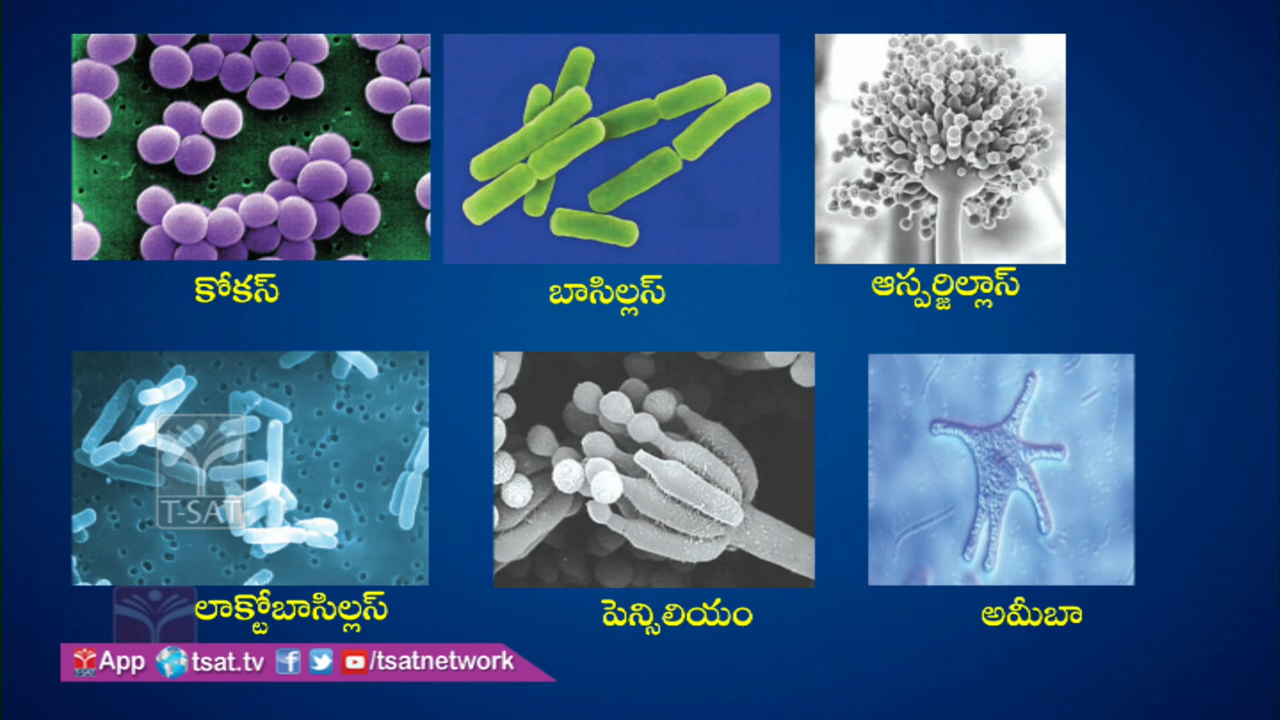 కోకస్
బాసిల్లస్
ఆస్పర్జిల్లాస్
T-SAT
లాక్టోబాసిల్లస్
పెన్సిలియం
అమీబా
App tsat.tv /tsatnetwork